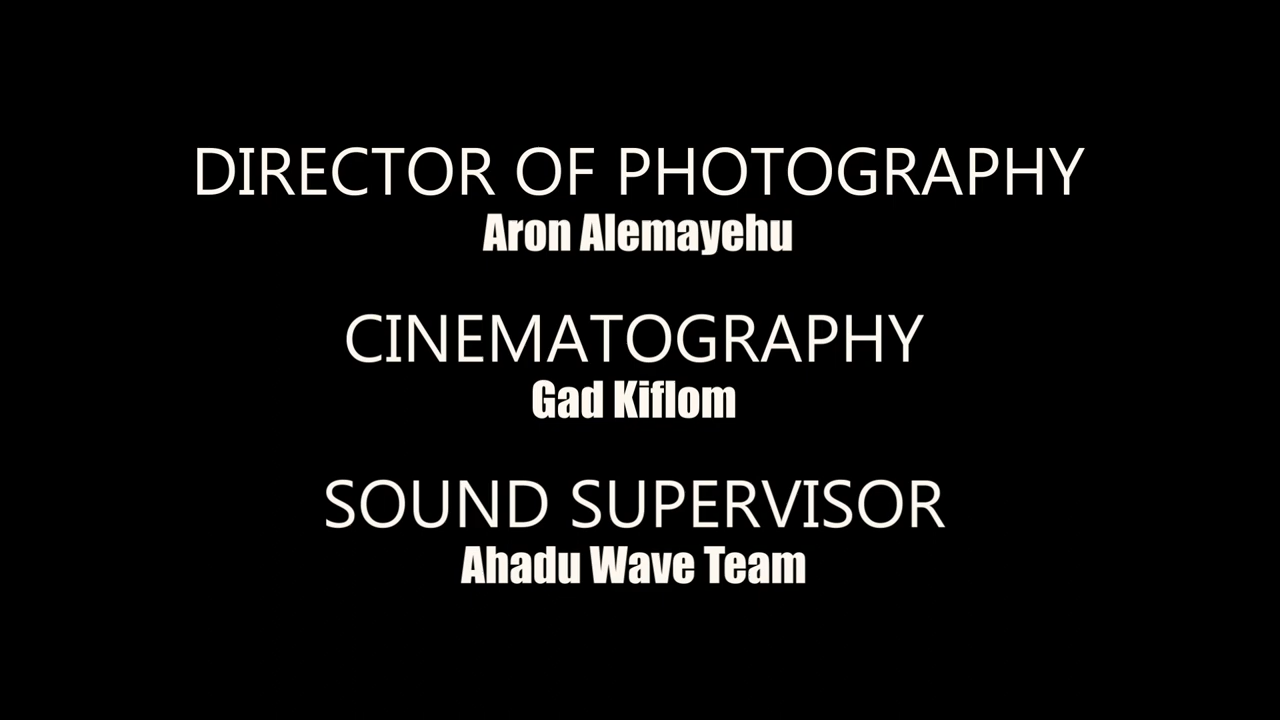 DIRECTOR OF PHOTOGRAPHY
Aron Alemayehu
CINEMATOGRAPHY
Gad Kiflom
SOUND SUPERVISOR
Ahadu Wave Team